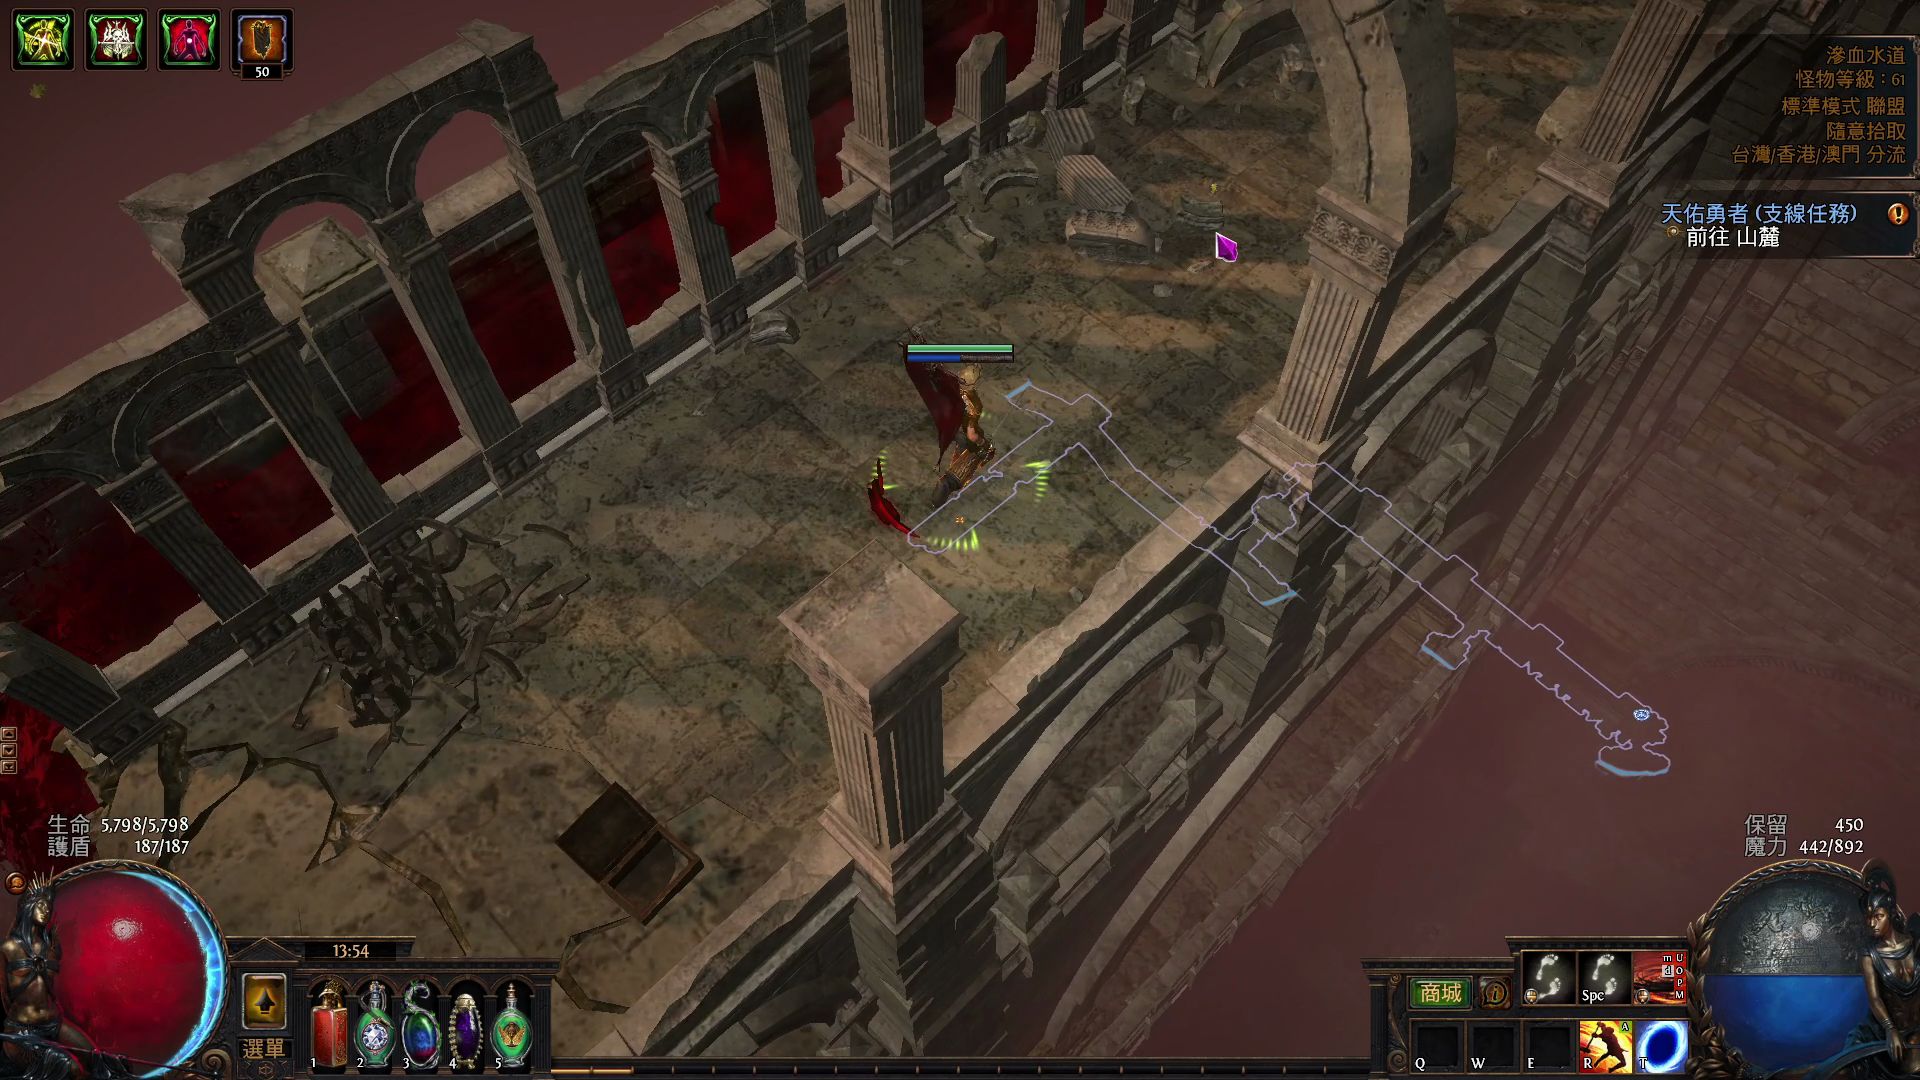 50
滲血水道
怪物等級：61
標準模式 聯盟
隨意拾取
台灣/香港/澳門 分流
天佑勇者 (支線任務)
前往 山麓
生命 5,798/5,798
護盾 187/187
保留 450
魔力 442/892
13:54
選單
1 2 3 4 5
商城
Spc
m U
d O
P
M
Q W E R A T